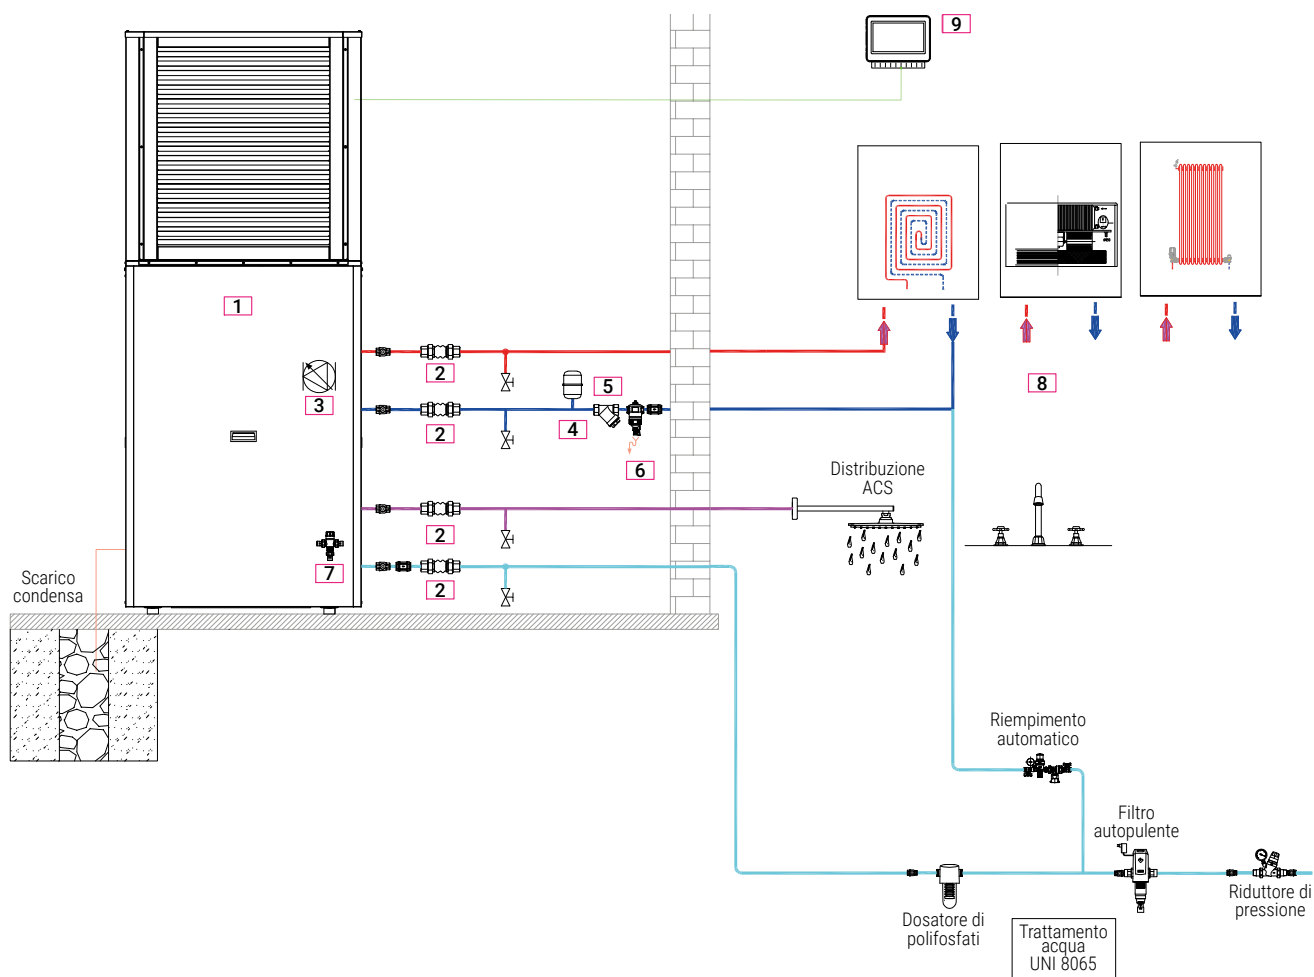 9
1
2
3
5
2
4
8
6
Distribuzione
ACS
2
7
2
Scarico
condensa
Riempimento
automatico
Filtro
autopulente
Riduttore di
pressione
Dosatore di
polifosfati
Trattamento
acqua
UNI 8065